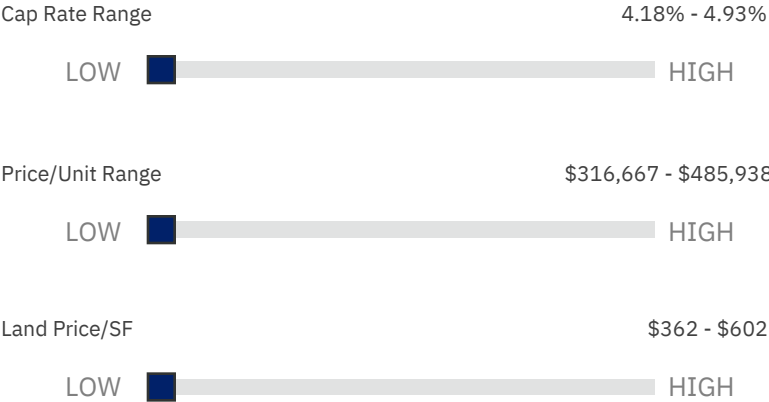 Cap Rate Range 4.18% - 4.93%
LOW HIGH
Price/Unit Range $316,667 - $485,938
LOW HIGH
Land Price/SF $362 - $602
LOW HIGH